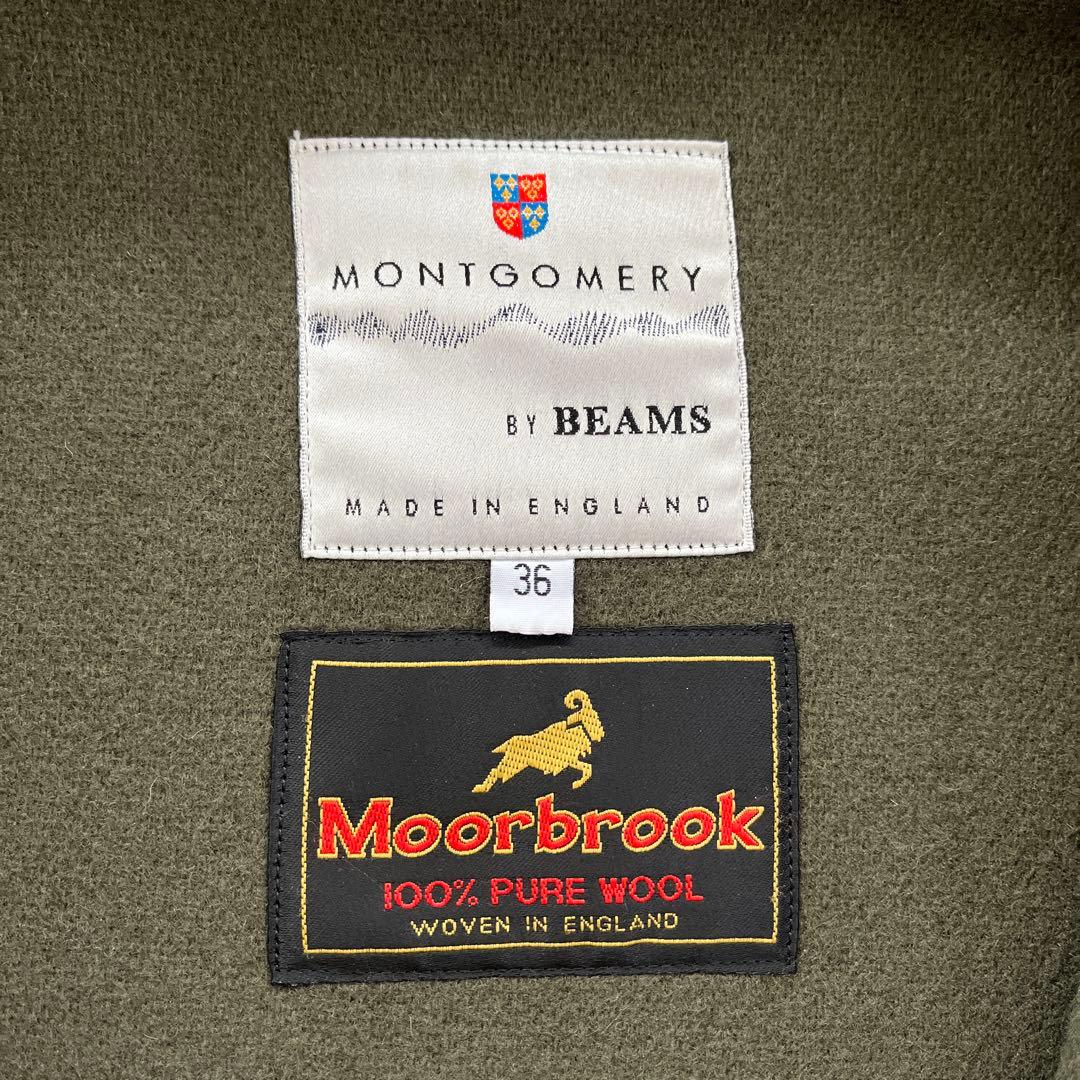 MONTGOMERY
BY BEAMS
MADE IN ENGLAND
36
Moorbrook
100% PURE WOOL
WOVEN IN ENGLAND